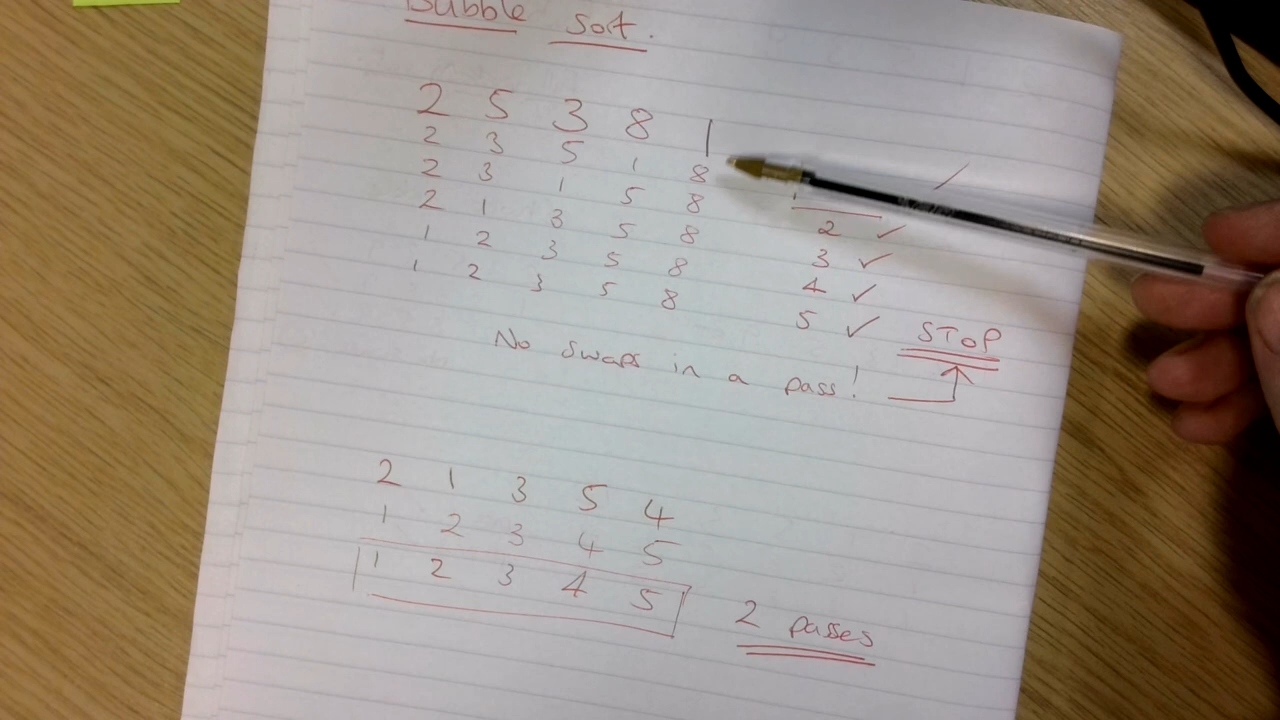 Bubble Sort.
2 5 3 8 1
2 3 5 1 8
2 3 1 5 8
2 1 3 5 8 2 ✓
1 2 3 5 8 3 ✓
1 2 3 5 8 4 ✓
5 ✓ STOP
No swaps in a pass!
2 1 3 5 4
1 2 3 4 5
1 2 3 4 5
2 passes